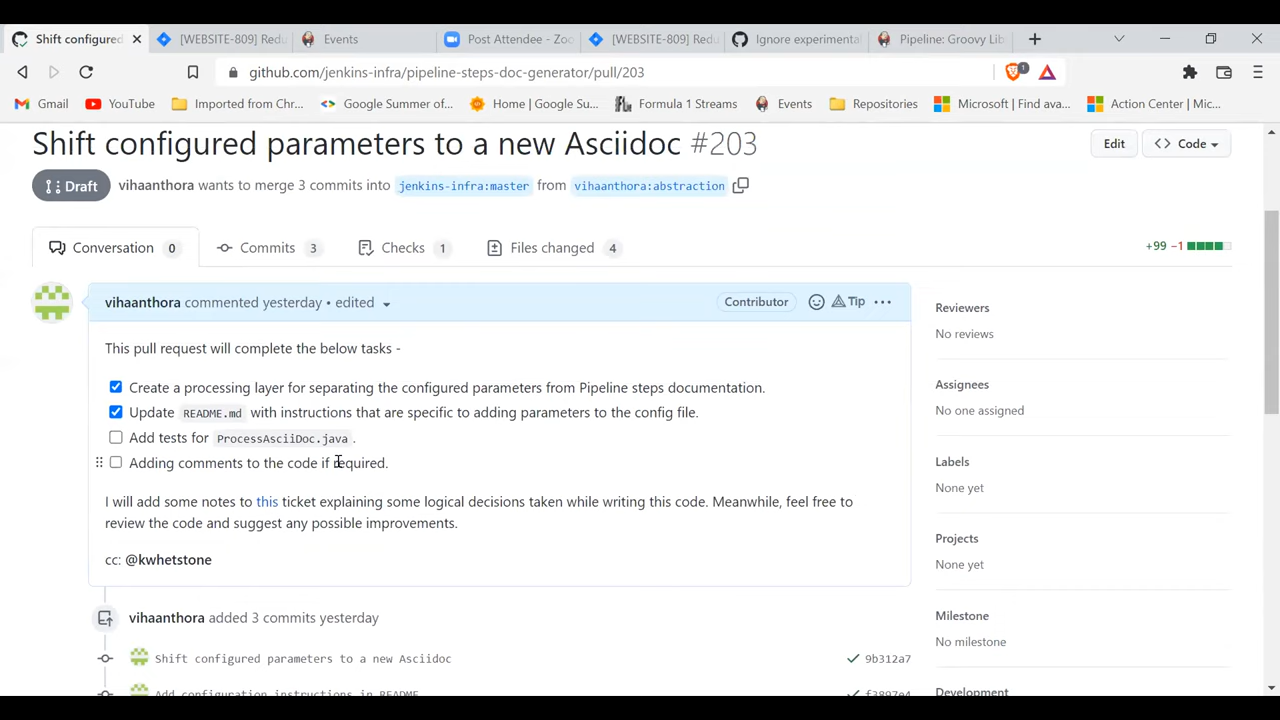 Shift configured
[WEBSITE-809] Redu
Events
Post Attendee - Zoo
[WEBSITE-809] Redu
Ignore experimental
Pipeline: Groovy Lib
github.com/jenkins-infra/pipeline-steps-doc-generator/pull/203
1
Gmail
YouTube
Imported from Chr...
Google Summer of...
Home | Google Su...
Formula 1 Streams
Events
Repositories
Microsoft | Find ava...
Action Center | Mic...
Shift configured parameters to a new Asciidoc #203
Edit
Code
Draft
vihaanthora wants to merge 3 commits into jenkins-infra:master from vihaanthora:abstraction
Conversation 0
Commits 3
Checks 1
Files changed 4
+99 −1
vihaanthora commented yesterday • edited
Contributor
Tip
This pull request will complete the below tasks -
Create a processing layer for separating the configured parameters from Pipeline steps documentation.
Update README.md with instructions that are specific to adding parameters to the config file.
Add tests for ProcessAsciiDoc.java.
Adding comments to the code if required.
I will add some notes to this ticket explaining some logical decisions taken while writing this code. Meanwhile, feel free to
review the code and suggest any possible improvements.
cc: @kwhetstone
Reviewers
No reviews
Assignees
No one assigned
Labels
None yet
Projects
None yet
Milestone
No milestone
Development
vihaanthora added 3 commits yesterday
Shift configured parameters to a new Asciidoc
9b312a7
Add configuration instructions in README
f3897e4